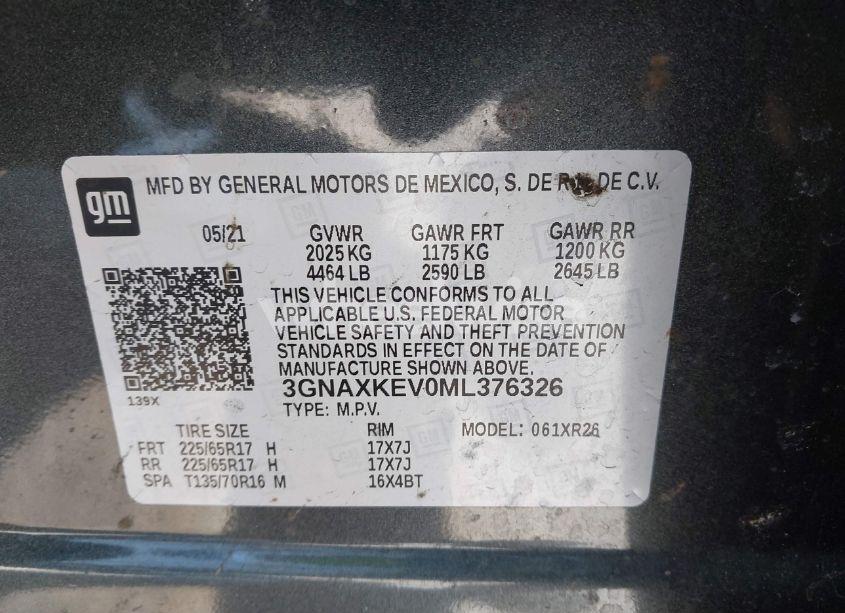 gm
MFD BY GENERAL MOTORS DE MEXICO, S. DE R DE C.V.
05/21 GVWR GAWR FRT GAWR RR
2025 KG 1175 KG 1200 KG
4464 LB 2590 LB 2645 LB
THIS VEHICLE CONFORMS TO ALL
APPLICABLE U.S. FEDERAL MOTOR
VEHICLE SAFETY AND THEFT PREVENTION
STANDARDS IN EFFECT ON THE DATE OF
MANUFACTURE SHOWN ABOVE.
139X
3GNAXKEV0ML376326
TYPE: M.P.V.
TIRE SIZE RIM MODEL: 061XR26
FRT 225/65R17 H 17X7J
RR 225/65R17 H 17X7J
SPA T135/70R16 M 16X4BT